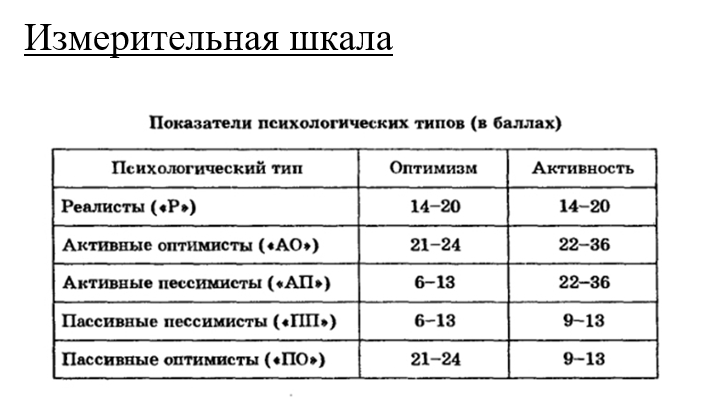 Измерительная шкала
Показатели психологических типов (в баллах)
Психологический тип Оптимизм Активность
Реалисты («Р») 14–20 14–20
Активные оптимисты («АО») 21–24 22–36
Активные пессимисты («АП») 6–13 22–36
Пассивные пессимисты («ПП») 6–13 9–13
Пассивные оптимисты («ПО») 21–24 9–13